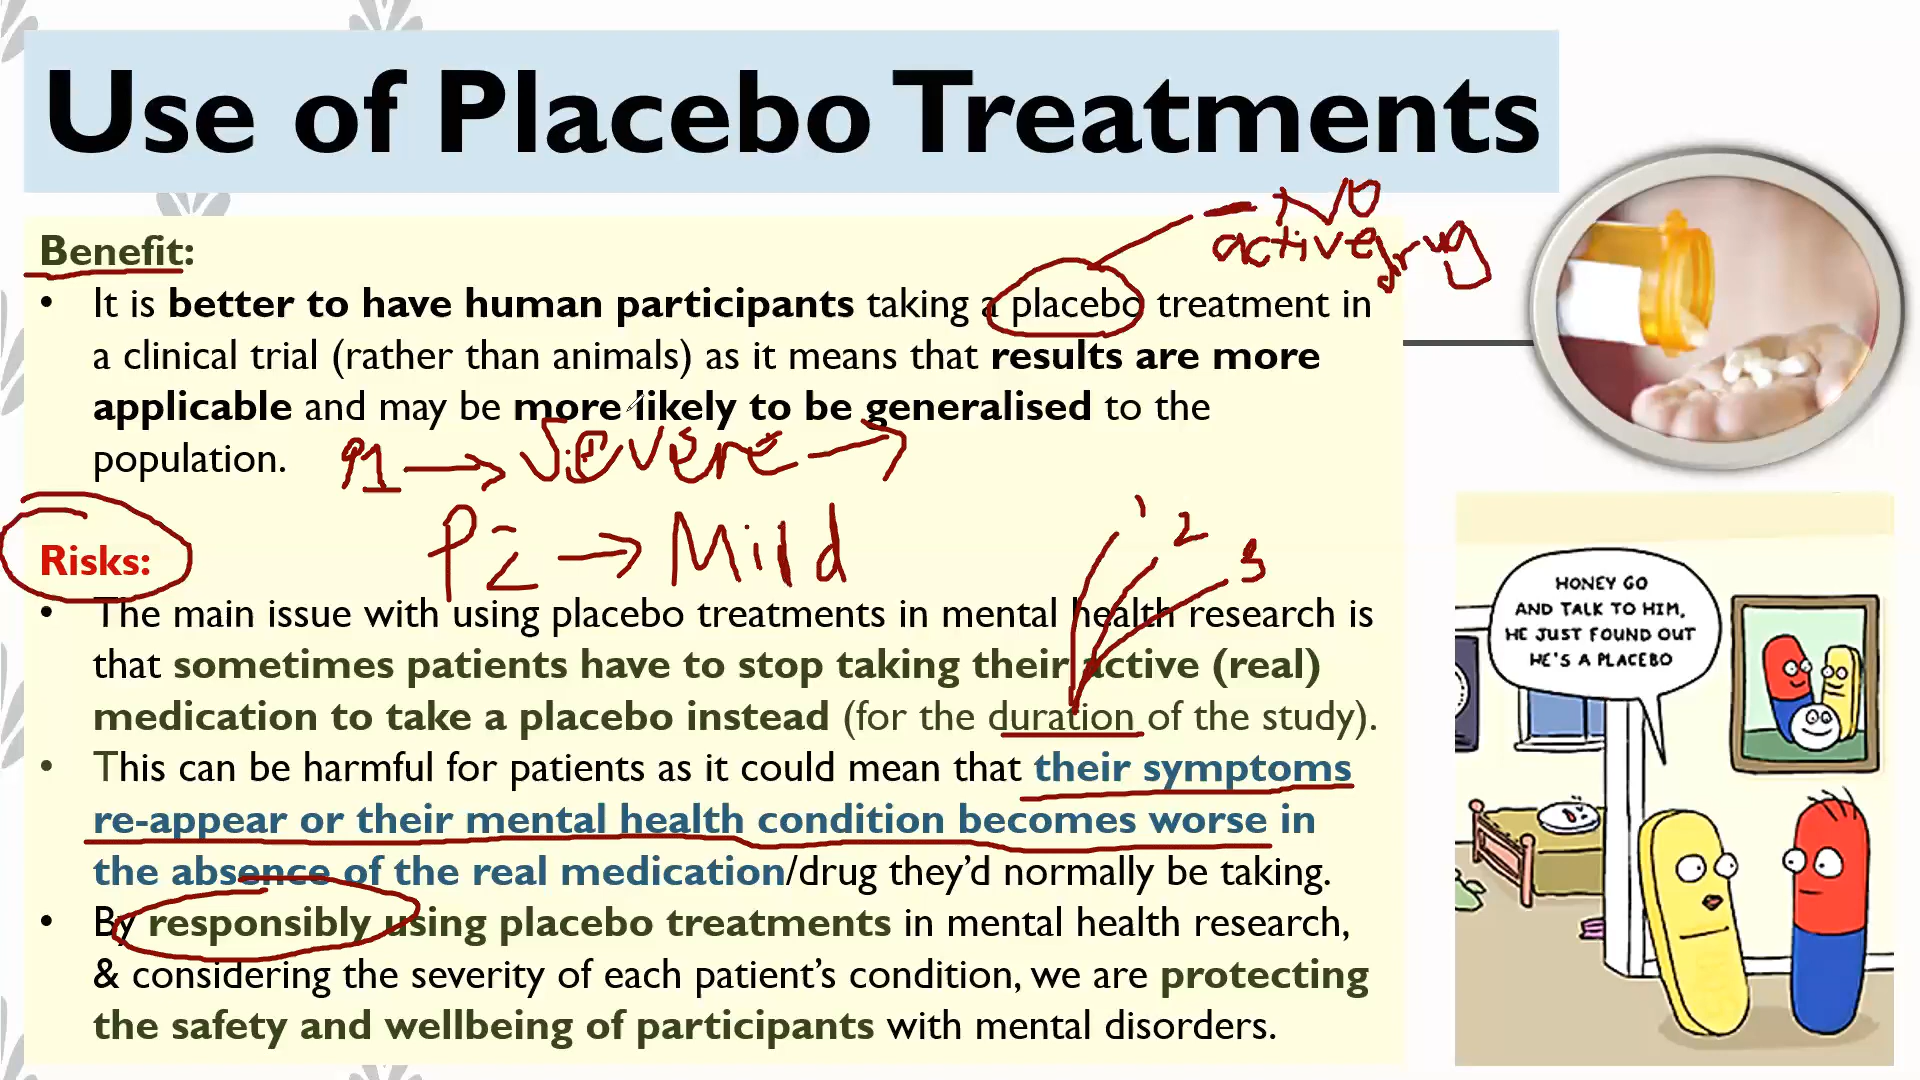 Use of Placebo Treatments
- NO
active drug
Benefit:
• It is better to have human participants taking a placebo treatment in
a clinical trial (rather than animals) as it means that results are more
applicable and may be more likely to be generalised to the
population.
P1 → Severe →
P2 → Mild
1 2 3
Risks:
• The main issue with using placebo treatments in mental health research is
that sometimes patients have to stop taking their active (real)
medication to take a placebo instead (for the duration of the study).
• This can be harmful for patients as it could mean that their symptoms
re-appear or their mental health condition becomes worse in
the absence of the real medication/drug they'd normally be taking.
• By responsibly using placebo treatments in mental health research,
& considering the severity of each patient's condition, we are protecting
the safety and wellbeing of participants with mental disorders.
HONEY GO
AND TALK TO HIM,
HE JUST FOUND OUT
HE'S A PLACEBO